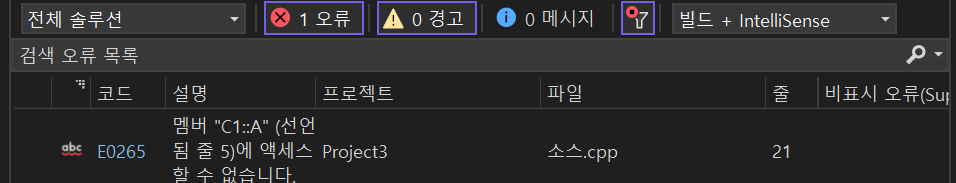 전체 솔루션 1 오류 0 경고 0 메시지 빌드 + IntelliSense
검색 오류 목록
코드 설명 프로젝트 파일 줄 비표시 오류(Sup
abc E0265 멤버 "C1::A" (선언
됨 줄 5)에 액세스
할 수 없습니다. Project3 소스.cpp 21